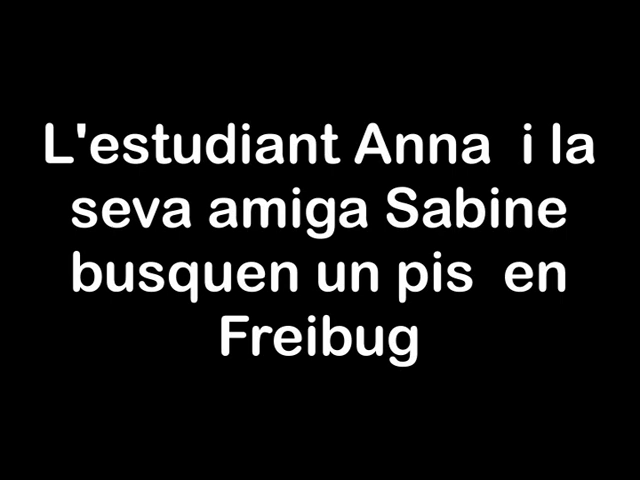 L'estudiant Anna  i la
seva amiga Sabine
busquen un pis  en
Freibug